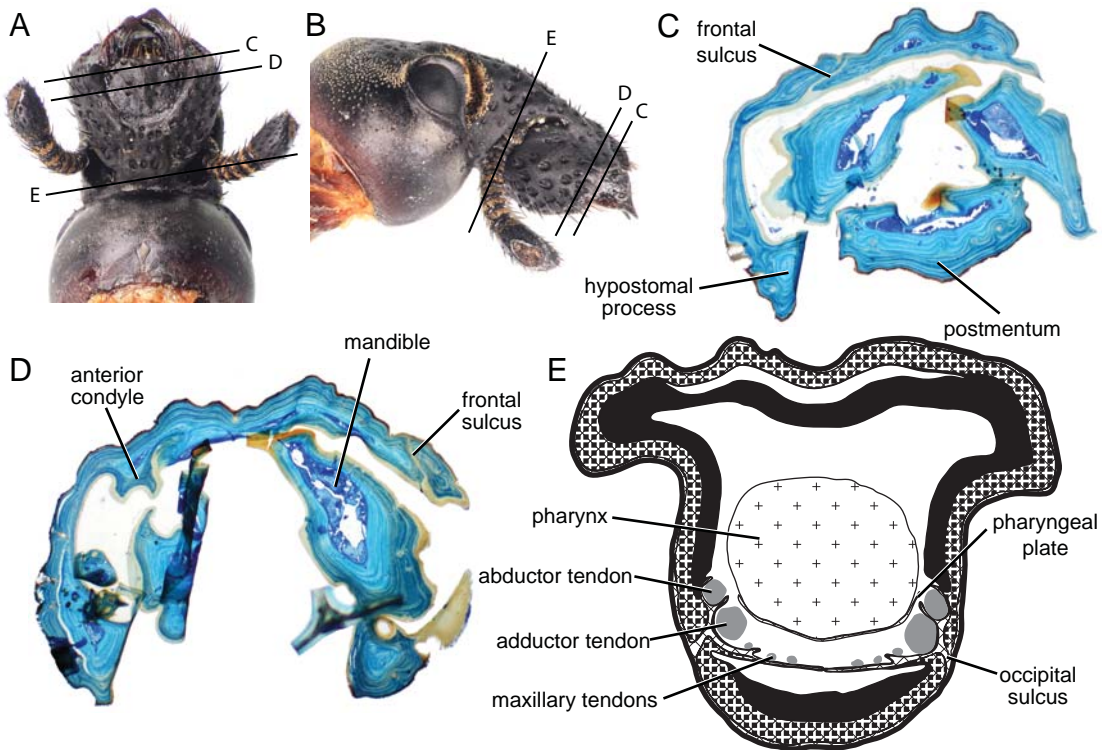 A
C
D
E
B
E
D
C
C
frontal
sulcus
hypostomal
process
postmentum
D
anterior
condyle
mandible
frontal
sulcus
E
pharynx
abductor tendon
adductor tendon
maxillary tendons
pharyngeal
plate
occipital
sulcus